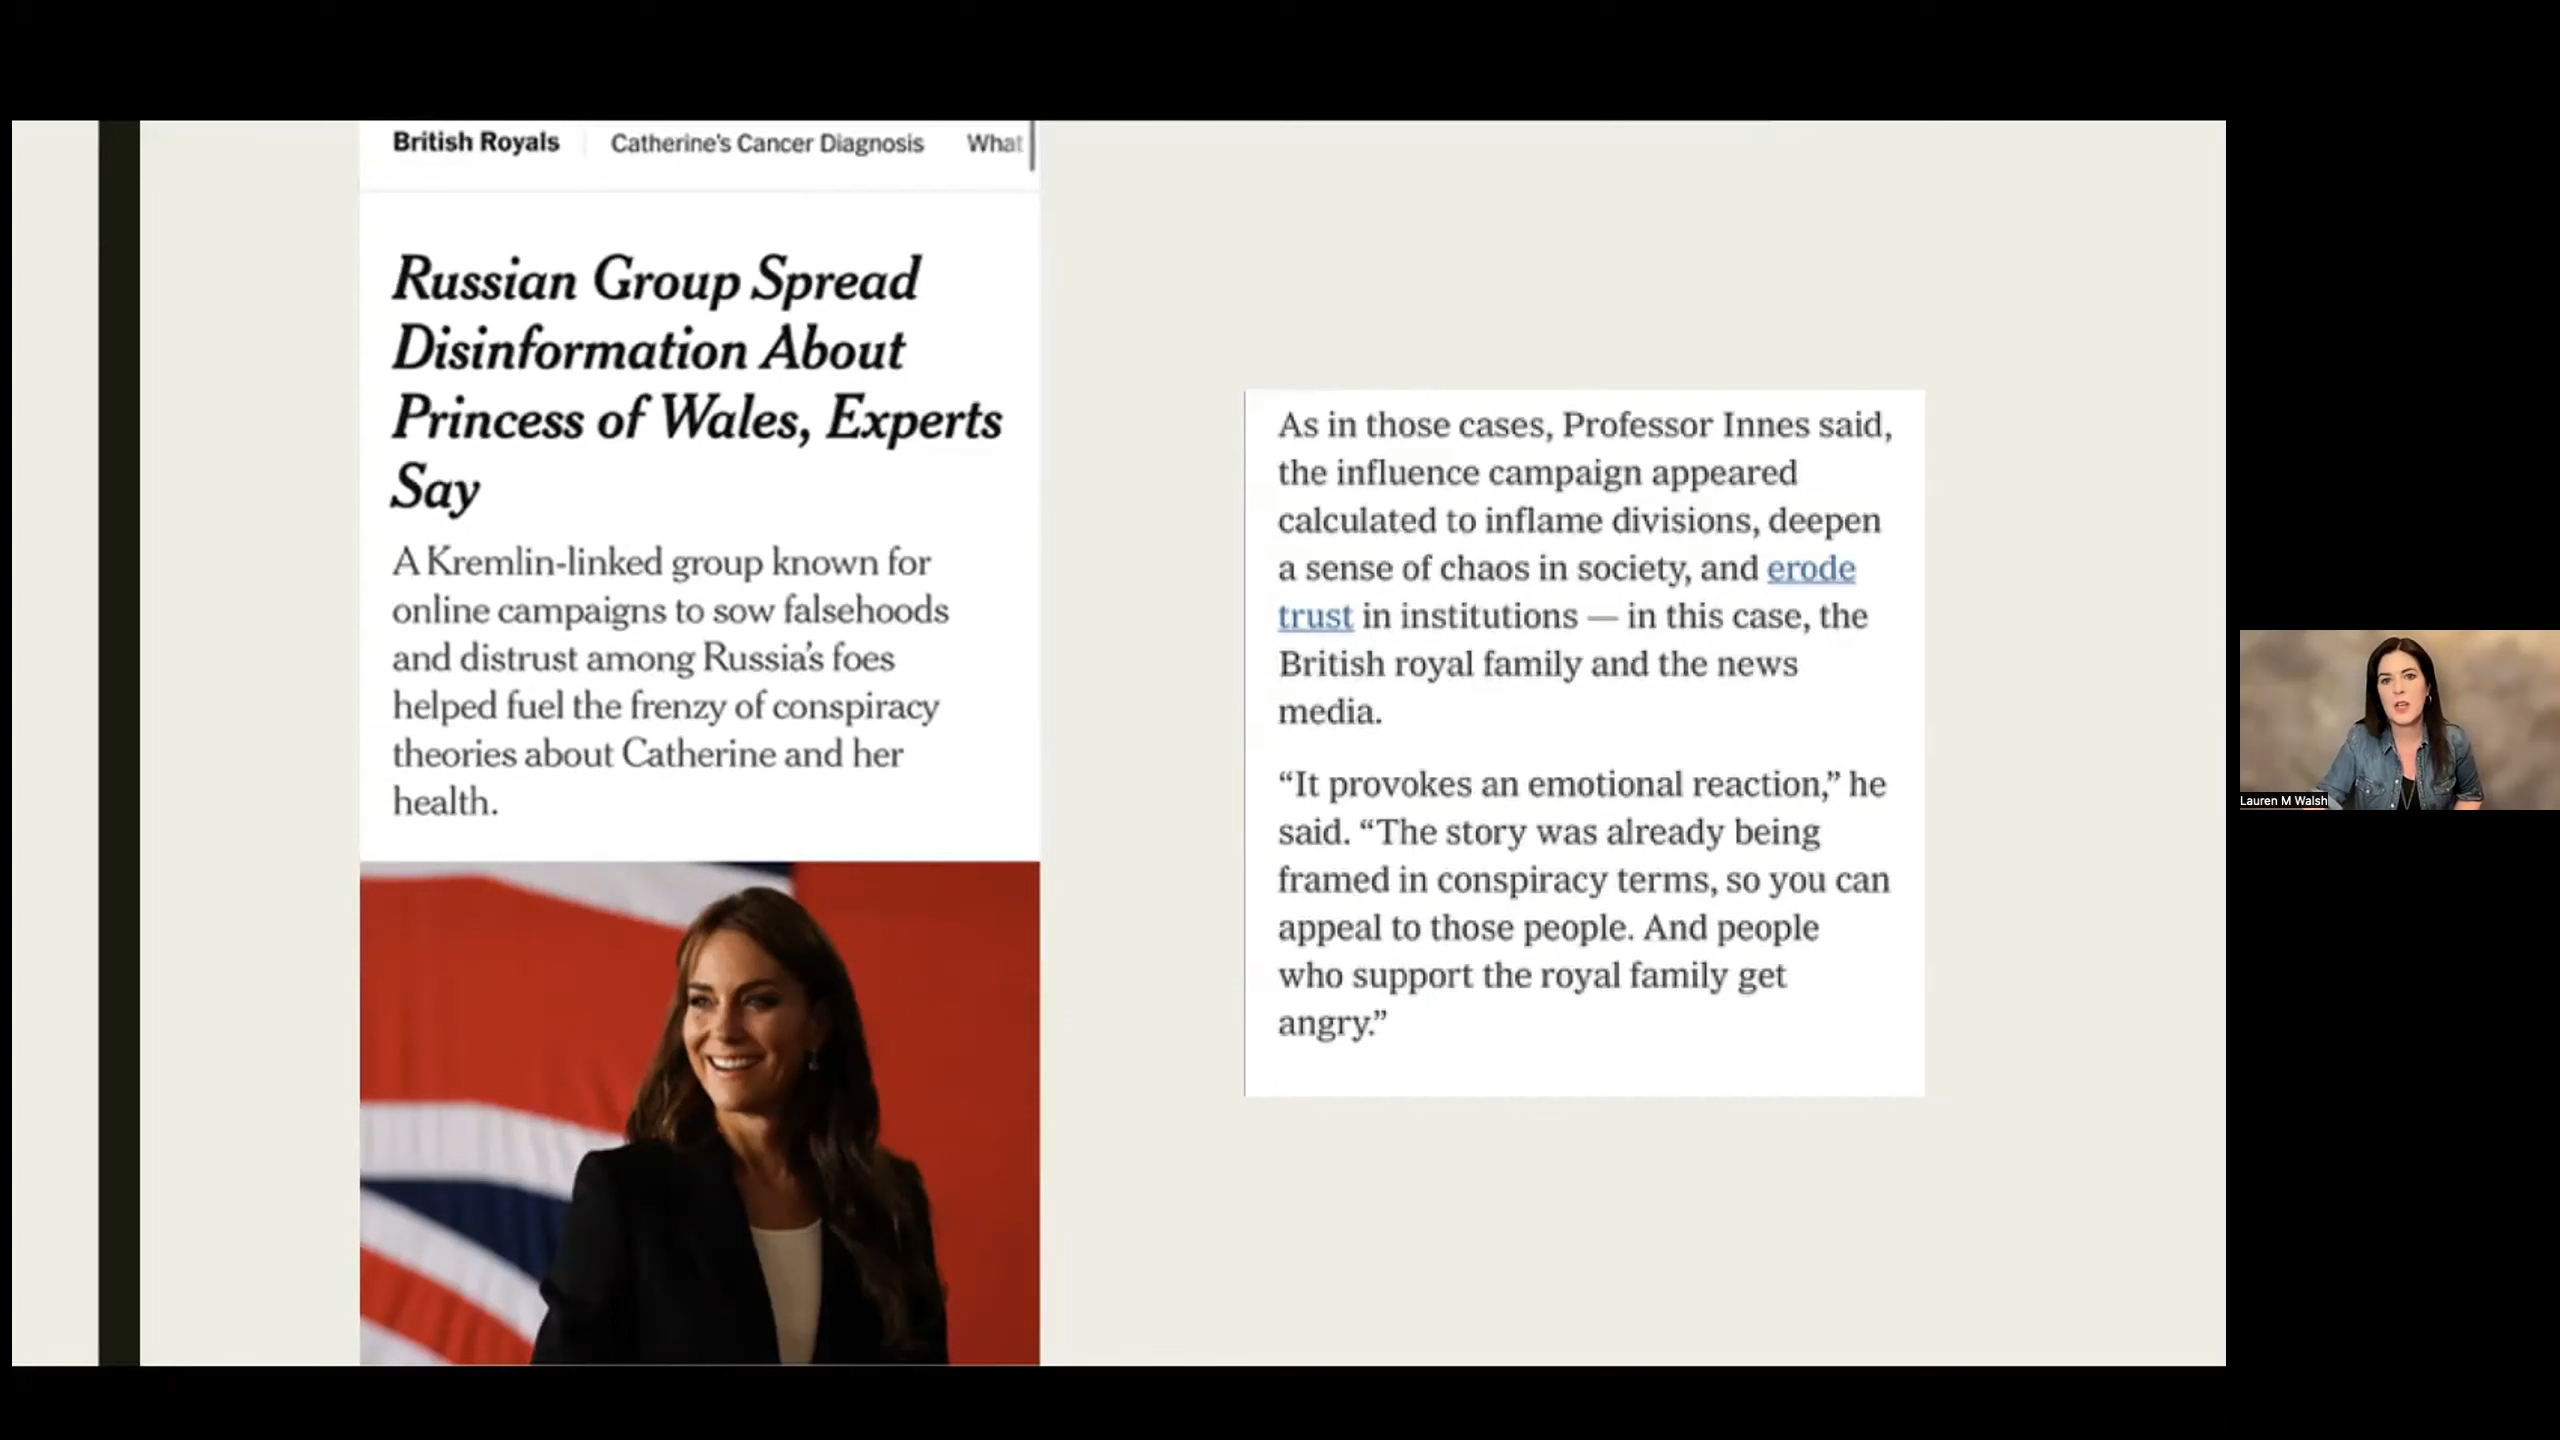 British Royals Catherine's Cancer Diagnosis What
Russian Group Spread
Disinformation About
Princess of Wales, Experts
Say
A Kremlin-linked group known for
online campaigns to sow falsehoods
and distrust among Russia's foes
helped fuel the frenzy of conspiracy
theories about Catherine and her
health.
As in those cases, Professor Innes said,
the influence campaign appeared
calculated to inflame divisions, deepen
a sense of chaos in society, and erode
trust in institutions — in this case, the
British royal family and the news
media.
“It provokes an emotional reaction,” he
said. “The story was already being
framed in conspiracy terms, so you can
appeal to those people. And people
who support the royal family get
angry.”
Lauren M Walsh